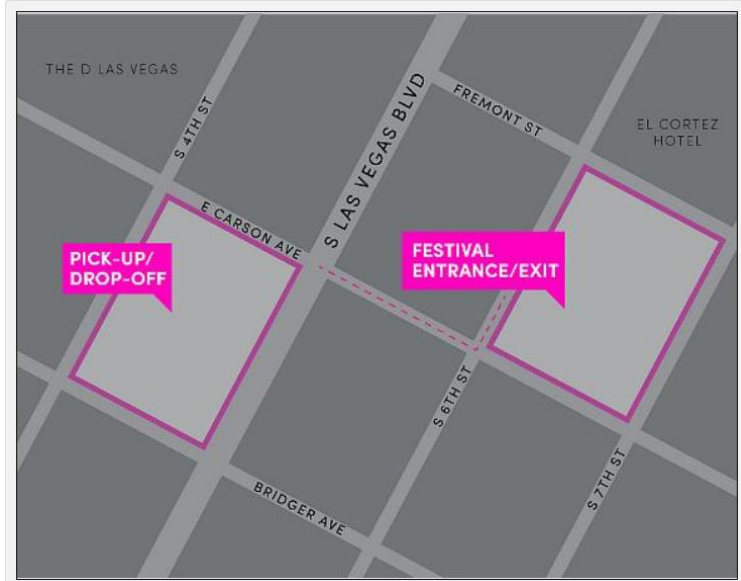 THE D LAS VEGAS
S 4TH ST
S LAS VEGAS BLVD
FREMONT ST
EL CORTEZ
HOTEL
E CARSON AVE
PICK-UP/
DROP-OFF
FESTIVAL
ENTRANCE/EXIT
S 6TH ST
S 7TH ST
BRIDGER AVE